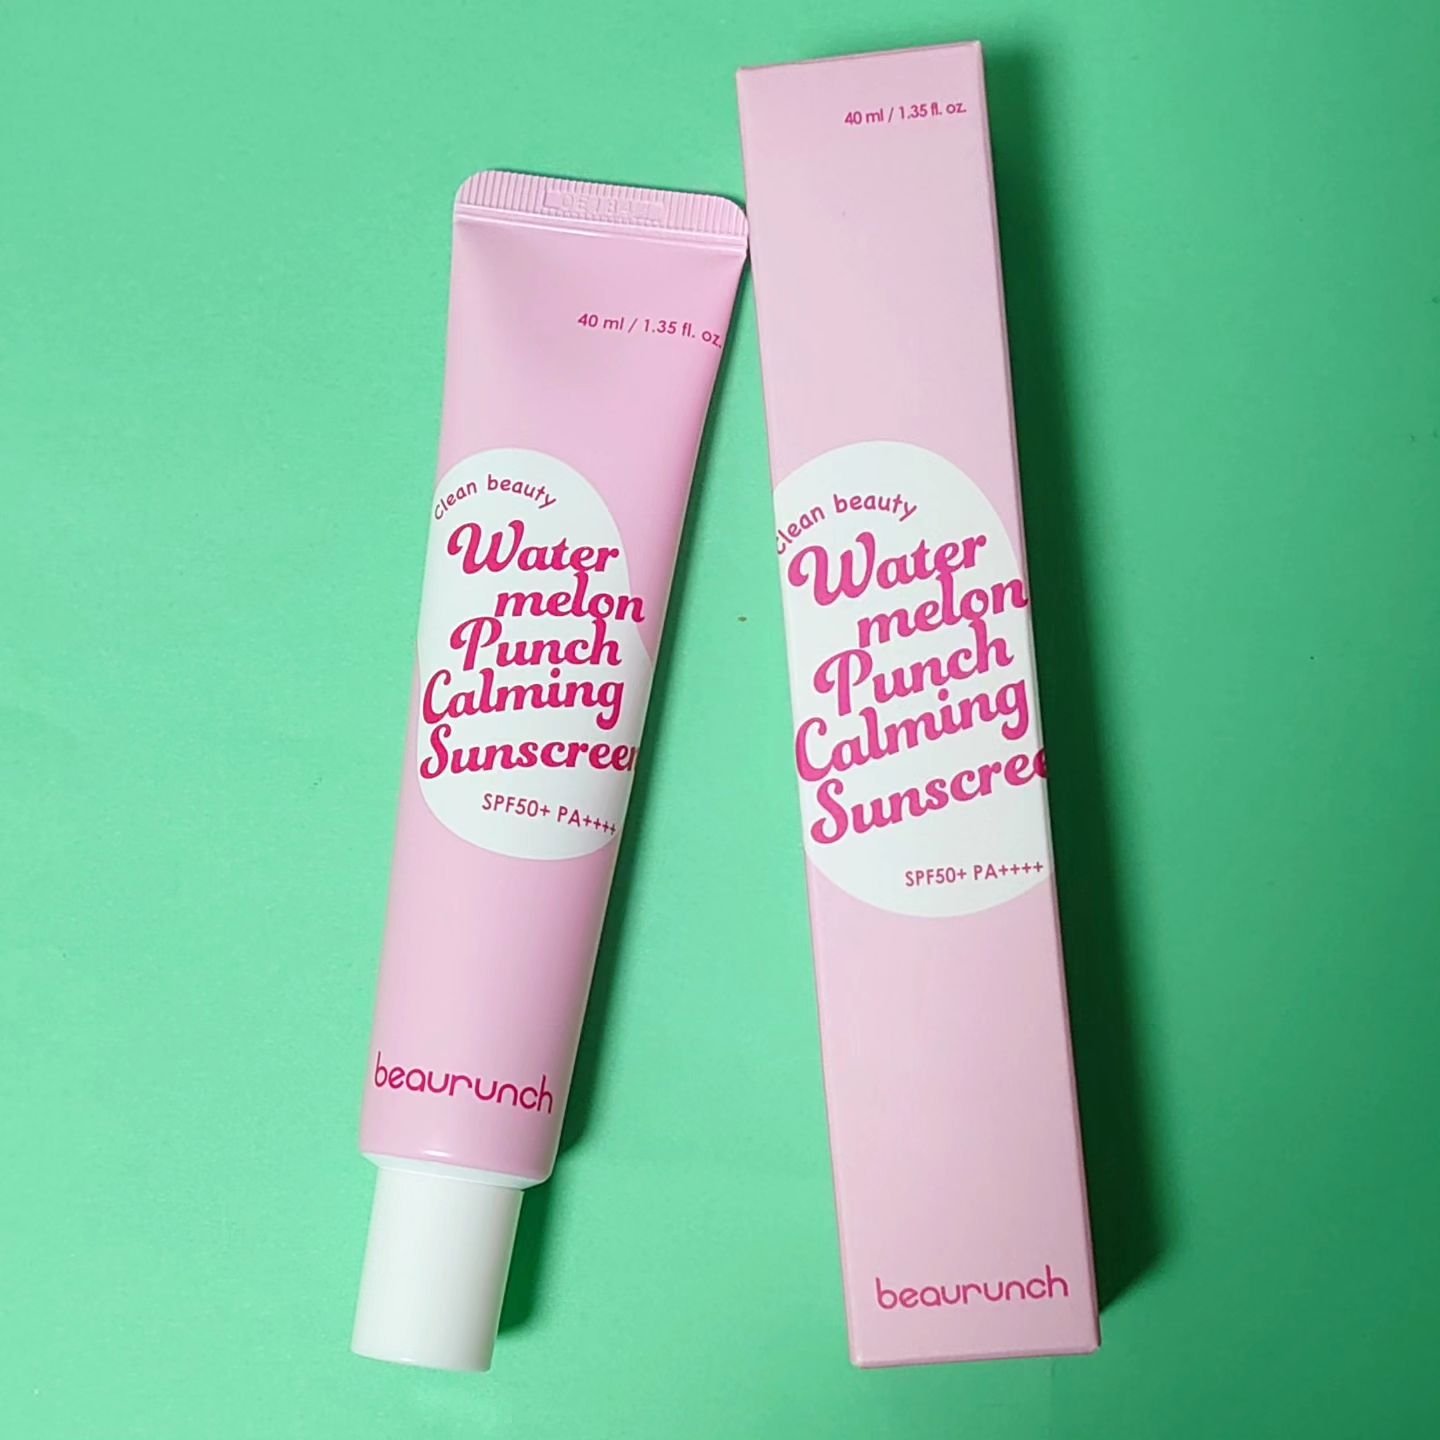 40 ml / 1.35 fl. oz.
Clean beauty
Water
melon
Punch
Calming
Sunscreen
SPF50+ PA++++
beaurunch
40 ml / 1.35 fl. oz.
Clean beauty
Water
melon
Punch
Calming
Sunscree
SPF50+ PA++++
beaurunch